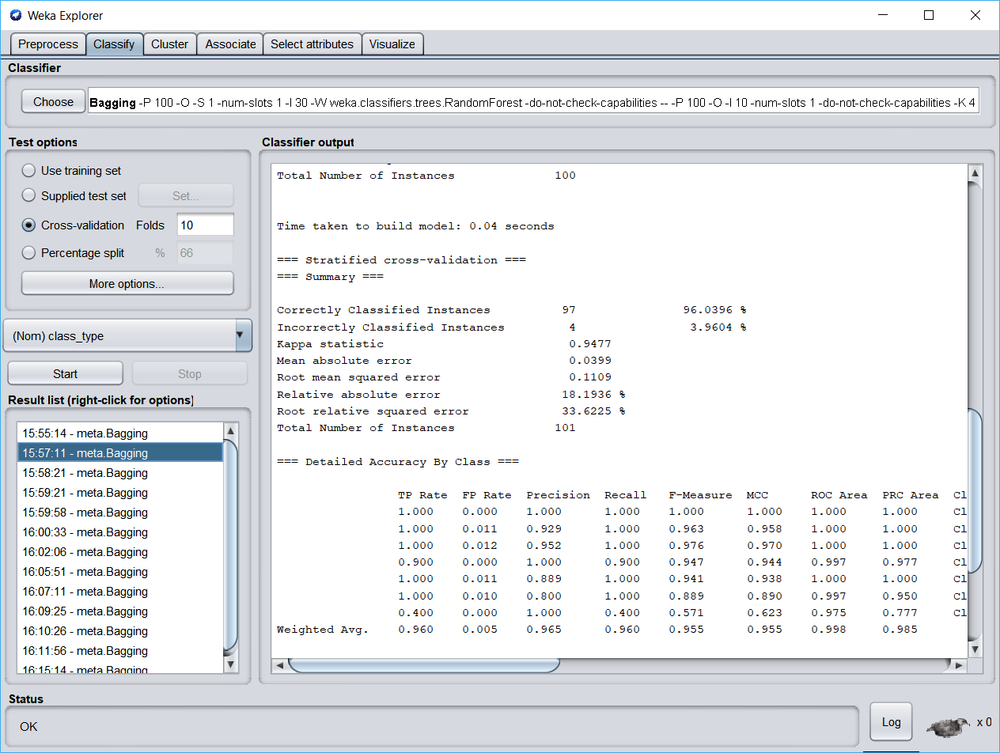 Weka Explorer
Preprocess Classify Cluster Associate Select attributes Visualize
Classifier
Choose Bagging -P 100 -O -S 1 -num-slots 1 -I 30 -W weka.classifiers.trees.RandomForest -do-not-check-capabilities -- -P 100 -O -I 10 -num-slots 1 -do-not-check-capabilities -K 4
Test options
Use training set
Supplied test set Set...
Cross-validation Folds 10
Percentage split % 66
More options...
(Nom) class_type
Start Stop
Result list (right-click for options)
15:55:14 - meta.Bagging
15:57:11 - meta.Bagging
15:58:21 - meta.Bagging
15:59:21 - meta.Bagging
15:59:58 - meta.Bagging
16:00:33 - meta.Bagging
16:02:06 - meta.Bagging
16:05:51 - meta.Bagging
16:07:11 - meta.Bagging
16:09:25 - meta.Bagging
16:10:26 - meta.Bagging
16:11:56 - meta.Bagging
16:15:14 - meta.Bagging
Classifier output
Total Number of Instances 100
Time taken to build model: 0.04 seconds
=== Stratified cross-validation ===
=== Summary ===
Correctly Classified Instances 97 96.0396 %
Incorrectly Classified Instances 4 3.9604 %
Kappa statistic 0.9477
Mean absolute error 0.0399
Root mean squared error 0.1109
Relative absolute error 18.1936 %
Root relative squared error 33.6225 %
Total Number of Instances 101
=== Detailed Accuracy By Class ===
TP Rate FP Rate Precision Recall F-Measure MCC ROC Area PRC Area Cl
1.000 0.000 1.000 1.000 1.000 1.000 1.000 1.000 Cl
1.000 0.011 0.929 1.000 0.963 0.958 1.000 1.000 Cl
1.000 0.012 0.952 1.000 0.976 0.970 1.000 1.000 Cl
0.900 0.000 1.000 0.900 0.947 0.944 0.997 0.977 Cl
1.000 0.011 0.889 1.000 0.941 0.938 1.000 1.000 Cl
1.000 0.010 0.800 1.000 0.889 0.890 0.997 0.950 Cl
0.400 0.000 1.000 0.400 0.571 0.623 0.975 0.777 Cl
Weighted Avg. 0.960 0.005 0.965 0.960 0.955 0.955 0.998 0.985
Status
OK
Log x 0